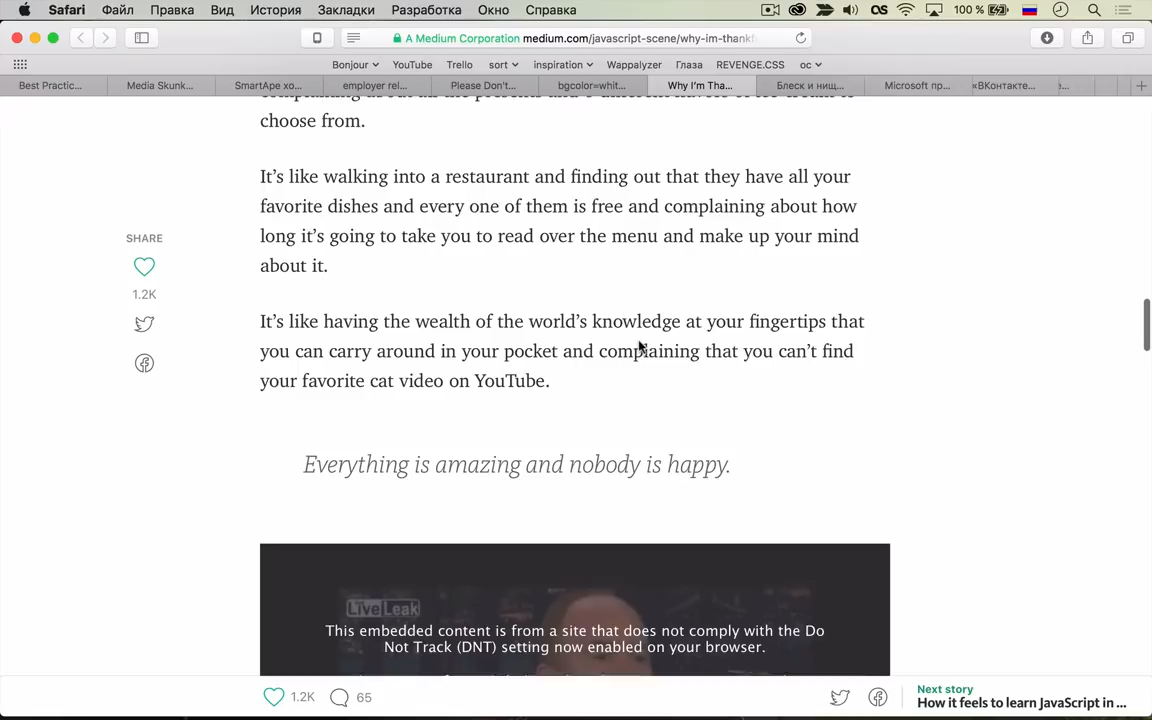 Safari Файл Правка Вид История Закладки Разработка Окно Справка 100 %
A Medium Corporation medium.com/javascript-scene/why-im-thankf
Bonjour YouTube Trello sort inspiration Wappalyzer Глаза REVENGE.CSS ос
Best Practic... Media Skunk... SmartApe хо... employer rel... Please Don't... bgcolor=whit... Why I'm Tha... Блеск и нищ... Microsoft пр... «ВКонтакте...
choose from.
It's like walking into a restaurant and finding out that they have all your
favorite dishes and every one of them is free and complaining about how
long it's going to take you to read over the menu and make up your mind
about it.
SHARE
1.2K
It's like having the wealth of the world's knowledge at your fingertips that
you can carry around in your pocket and complaining that you can't find
your favorite cat video on YouTube.
Everything is amazing and nobody is happy.
LiveLeak
This embedded content is from a site that does not comply with the Do
Not Track (DNT) setting now enabled on your browser.
1.2K 65
Next story
How it feels to learn JavaScript in ...